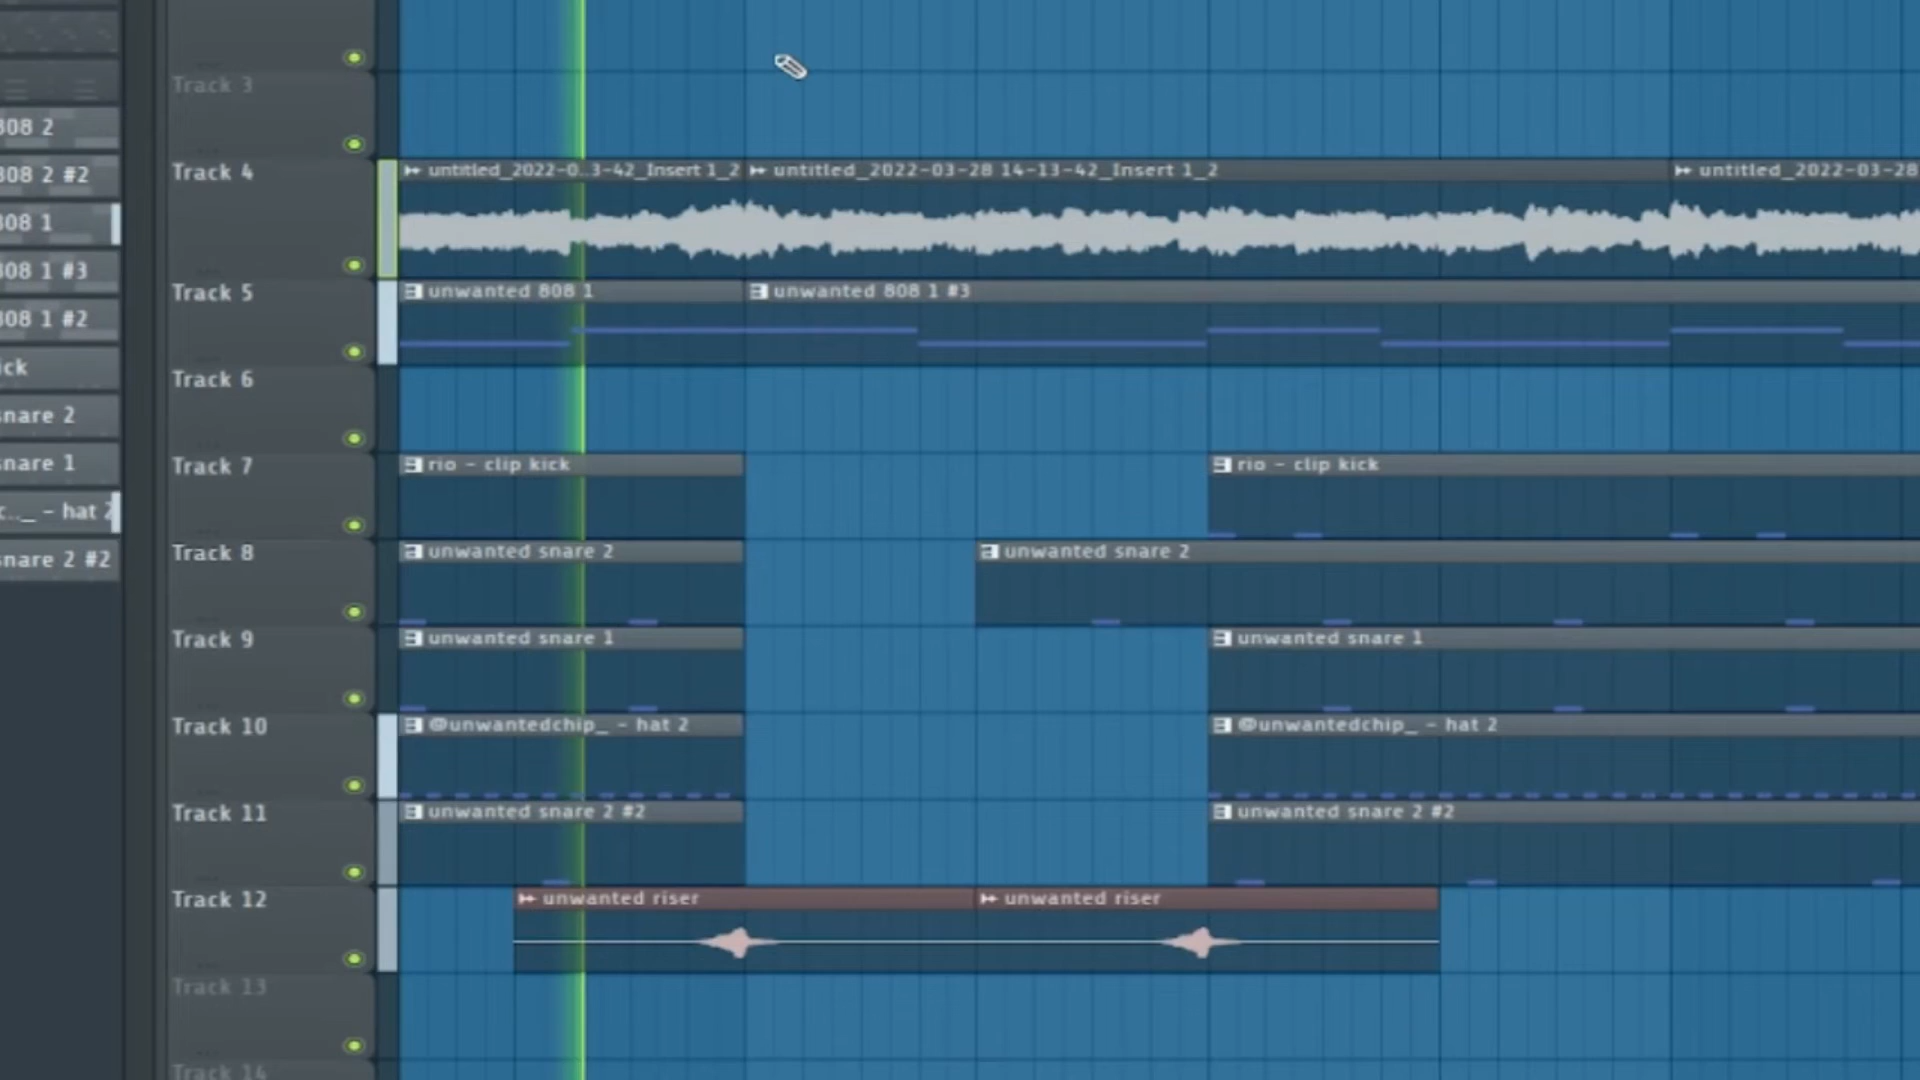 Track 3
808 2
Track 4
untitled_2022-0..3-42_Insert 1_2
untitled_2022-03-28 14-13-42_Insert 1_2
untitled_2022-03-28
808 2 #2
808 1
808 1 #3
Track 5
unwanted 808 1
unwanted 808 1 #3
808 1 #2
Track 6
ick
snare 2
Track 7
rio - clip kick
rio - clip kick
snare 1
c.._ - hat 2
Track 8
unwanted snare 2
unwanted snare 2
snare 2 #2
Track 9
unwanted snare 1
unwanted snare 1
Track 10
@unwantedchip_ - hat 2
@unwantedchip_ - hat 2
Track 11
unwanted snare 2 #2
unwanted snare 2 #2
Track 12
unwanted riser
unwanted riser
Track 13
Track 14